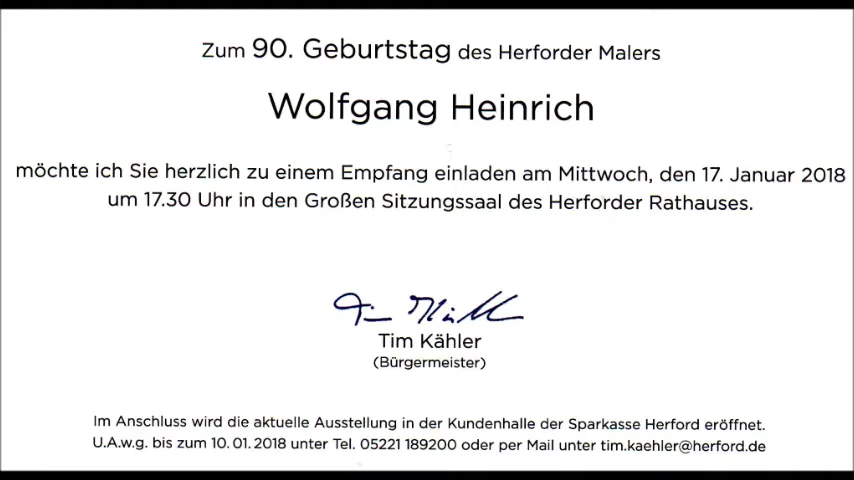 Zum 90. Geburtstag des Herforder Malers
Wolfgang Heinrich
möchte ich Sie herzlich zu einem Empfang einladen am Mittwoch, den 17. Januar 2018
um 17.30 Uhr in den Großen Sitzungssaal des Herforder Rathauses.
Tim Kähler
(Bürgermeister)
Im Anschluss wird die aktuelle Ausstellung in der Kundenhalle der Sparkasse Herford eröffnet.
U.A.w.g. bis zum 10.01.2018 unter Tel. 05221 189200 oder per Mail unter tim.kaehler@herford.de